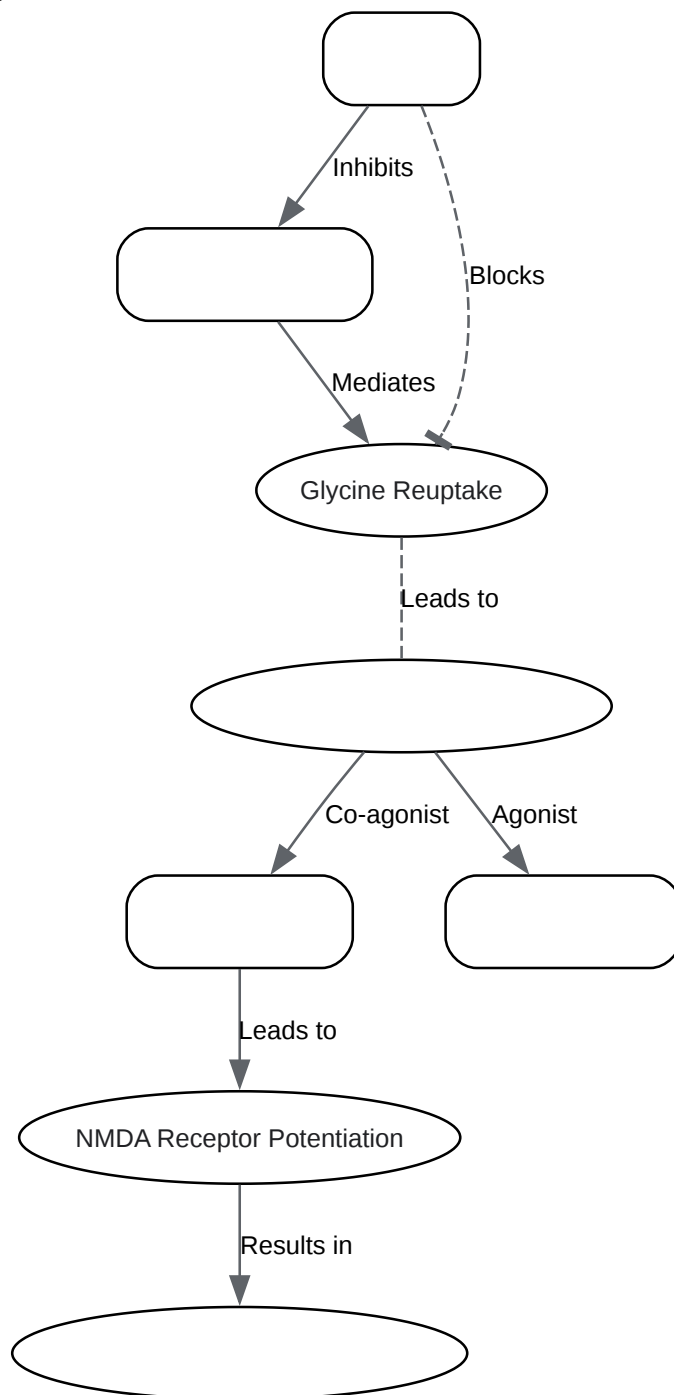 Inhibits
Blocks
Mediates
Glycine Reuptake
Leads to
Co-agonist
Agonist
Leads to
NMDA Receptor Potentiation
Results in